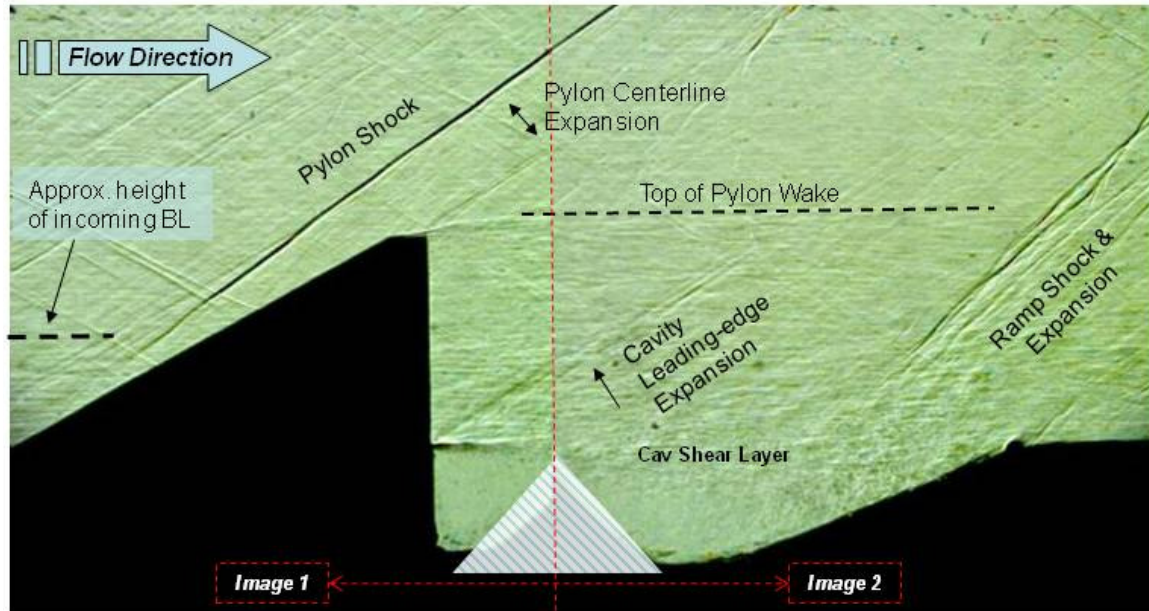 Flow Direction
Pylon Shock
Pylon Centerline
Expansion
Approx. height
of incoming BL
Top of Pylon Wake
Ramp Shock &
Expansion
Cavity
Leading-edge
Expansion
Cav Shear Layer
Image 1
Image 2